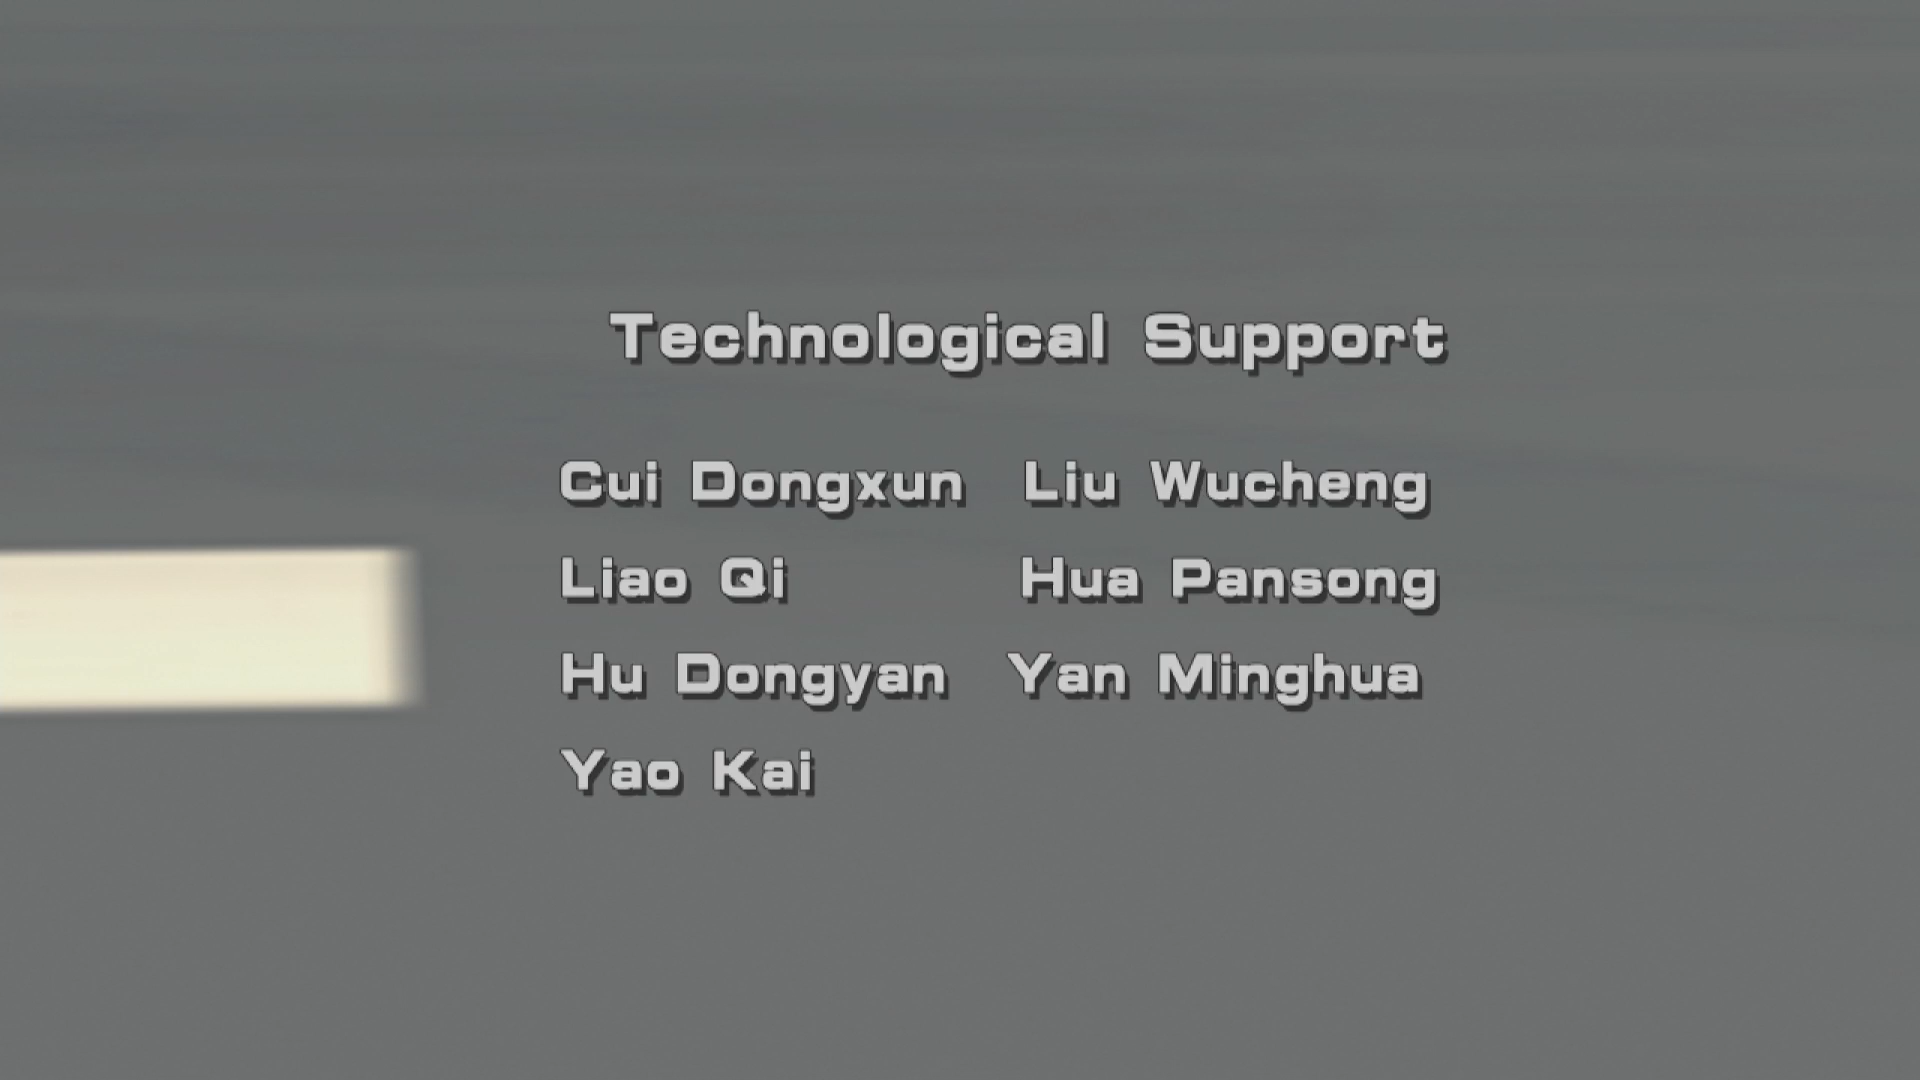 Technological Support
Cui Dongxun Liu Wucheng
Liao Qi Hua Pansong
Hu Dongyan Yan Minghua
Yao Kai